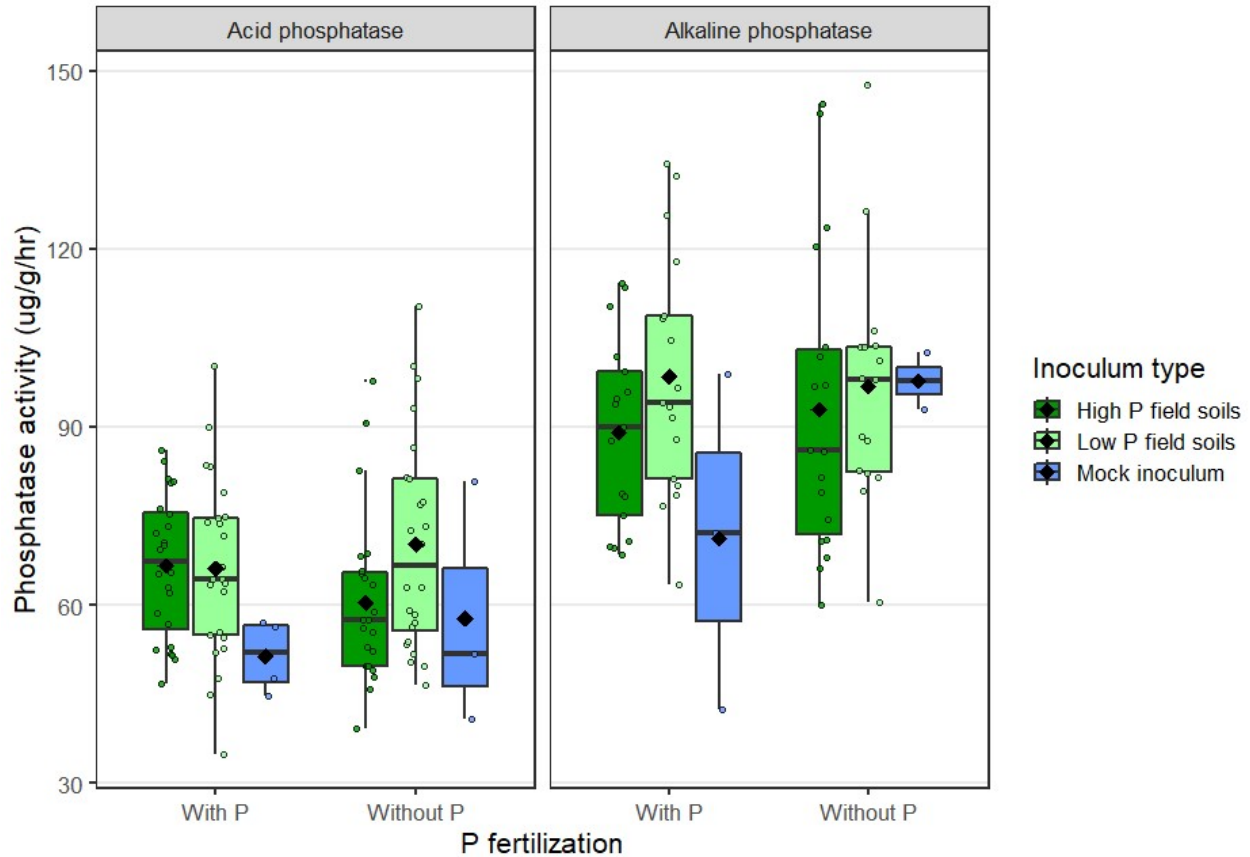 Acid phosphatase
Alkaline phosphatase
Phosphatase activity (ug/g/hr)
150
120
90
60
30
With P
Without P
With P
Without P
P fertilization
Inoculum type
High P field soils
Low P field soils
Mock inoculum